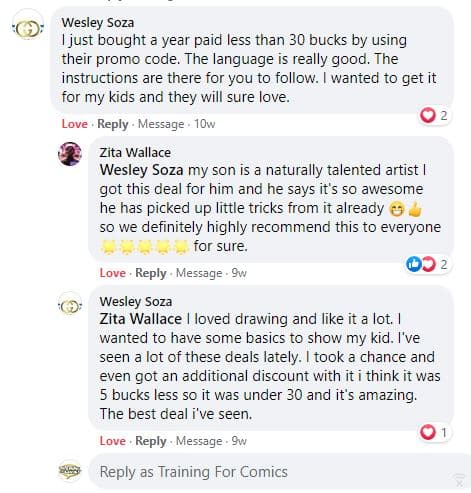 Wesley Soza
I just bought a year paid less than 30 bucks by using
their promo code. The language is really good. The
instructions are there for you to follow. I wanted to get it
for my kids and they will sure love.
2
Love · Reply · Message · 10w
Zita Wallace
Wesley Soza my son is a naturally talented artist I
got this deal for him and he says it's so awesome
he has picked up little tricks from it already 😁👍
so we definitely highly recommend this to everyone
🌟🌟🌟🌟🌟 for sure.
2
Love · Reply · Message · 9w
Wesley Soza
Zita Wallace I loved drawing and like it a lot. I
wanted to have some basics to show my kid. I've
seen a lot of these deals lately. I took a chance and
even got an additional discount with it i think it was
5 bucks less so it was under 30 and it's amazing.
The best deal i've seen.
1
Love · Reply · Message · 9w
Reply as Training For Comics